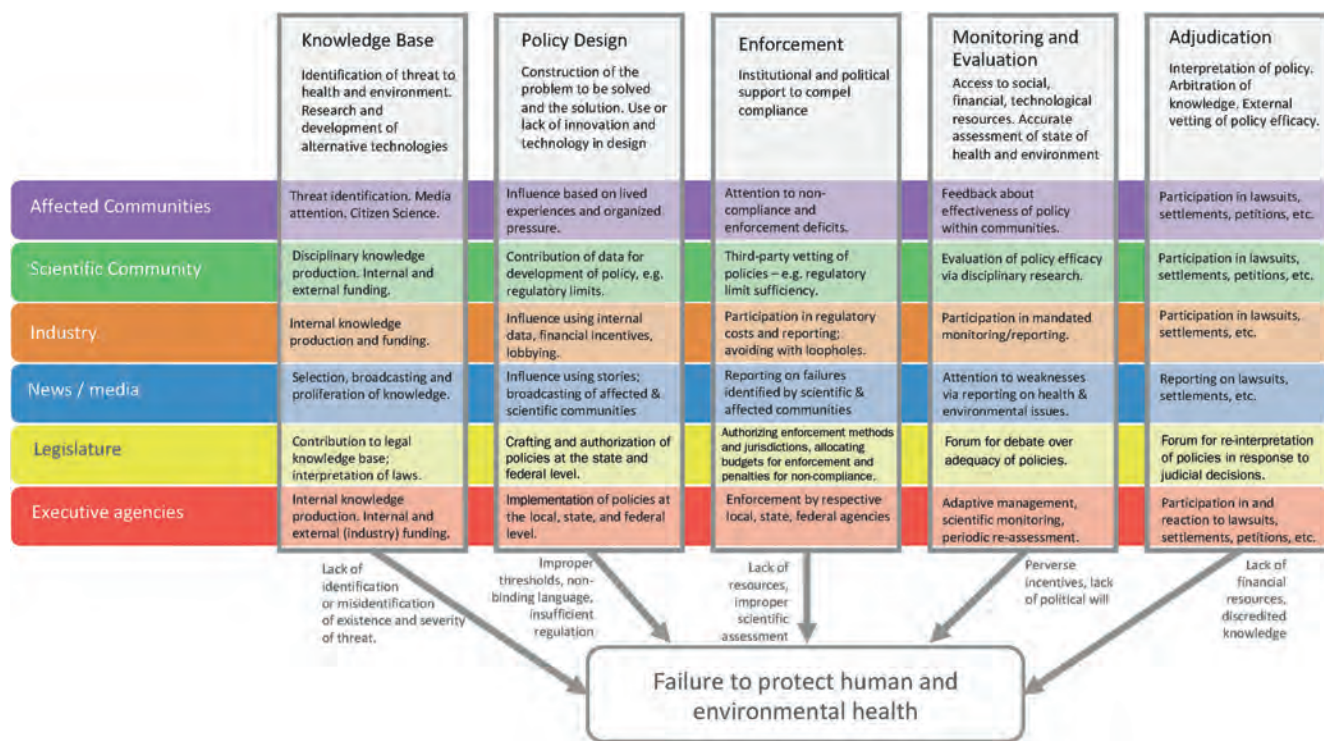 Knowledge Base
Identification of threat to
health and environment.
Research and
development of
alternative technologies
Policy Design
Construction of the
problem to be solved
and the solution. Use or
lack of innovation and
technology in design
Enforcement
Institutional and political
support to compel
compliance
Monitoring and
Evaluation
Access to social,
financial, technological
resources. Accurate
assessment of state of
health and environment
Adjudication
Interpretation of policy.
Arbitration of
knowledge, External
vetting of policy efficacy.
Affected Communities
Threat identification. Media
attention. Citizen Science.
Influence based on lived
experiences and organized
pressure.
Attention to non-
compliance and
enforcement deficits.
Feedback about
effectiveness of policy
within communities.
Participation in lawsuits,
settlements, petitions, etc.
Scientific Community
Disciplinary knowledge
production. Internal and
external funding.
Contribution of data for
development of policy, e.g.
regulatory limits.
Third-party vetting of
policies – e.g. regulatory
limit sufficiency.
Evaluation of policy efficacy
via disciplinary research.
Participation in lawsuits,
settlements, petitions, etc.
Industry
Internal knowledge
production and funding.
Influence using internal
data, financial incentives,
lobbying.
Participation in regulatory
costs and reporting;
avoiding with loopholes.
Participation in mandated
monitoring/reporting.
Participation in lawsuits,
settlements, etc.
News / media
Selection, broadcasting and
proliferation of knowledge.
Influence using stories;
broadcasting of affected &
scientific communities
Reporting on failures
identified by scientific &
affected communities
Attention to weaknesses
via reporting on health &
environmental issues.
Reporting on lawsuits,
settlements, etc.
Legislature
Contribution to legal
knowledge base;
interpretation of laws.
Crafting and authorization of
policies at the state and
federal level.
Authorizing enforcement methods
and jurisdictions, allocating
budgets for enforcement and
penalties for non-compliance.
Forum for debate over
adequacy of policies.
Forum for re-interpretation
of policies in response to
judicial decisions.
Executive agencies
Internal knowledge
production. Internal and
external (industry) funding.
Implementation of policies at
the local, state, and federal
level.
Enforcement by respective
local, state, federal agencies
Adaptive management,
scientific monitoring,
periodic re-assessment.
Participation in and
reaction to lawsuits,
settlements, petitions, etc.
Lack of
identification
or misidentification
of existence and severity
of threat.
Improper
thresholds, non-
binding language,
insufficient
regulation
Lack of
resources,
improper
scientific
assessment
Perverse
incentives, lack
of political will
Lack of
financial
resources,
discredited
knowledge
Failure to protect human and
environmental health